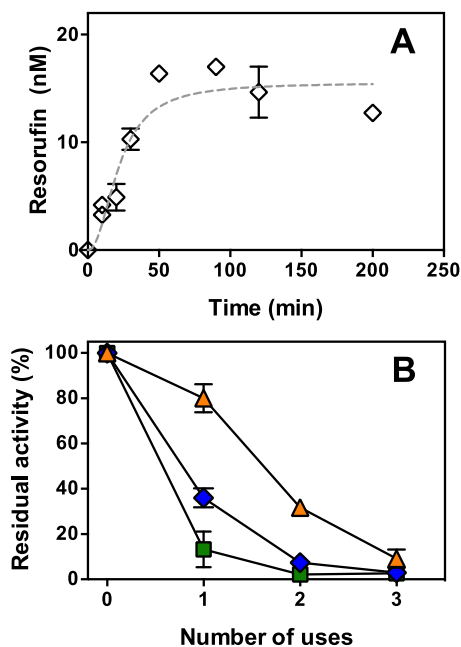 A
20
10
0
Resorufin (nM)
0 50 100 150 200 250
Time (min)
B
100
80
60
40
20
0
Residual activity (%)
0 1 2 3
Number of uses